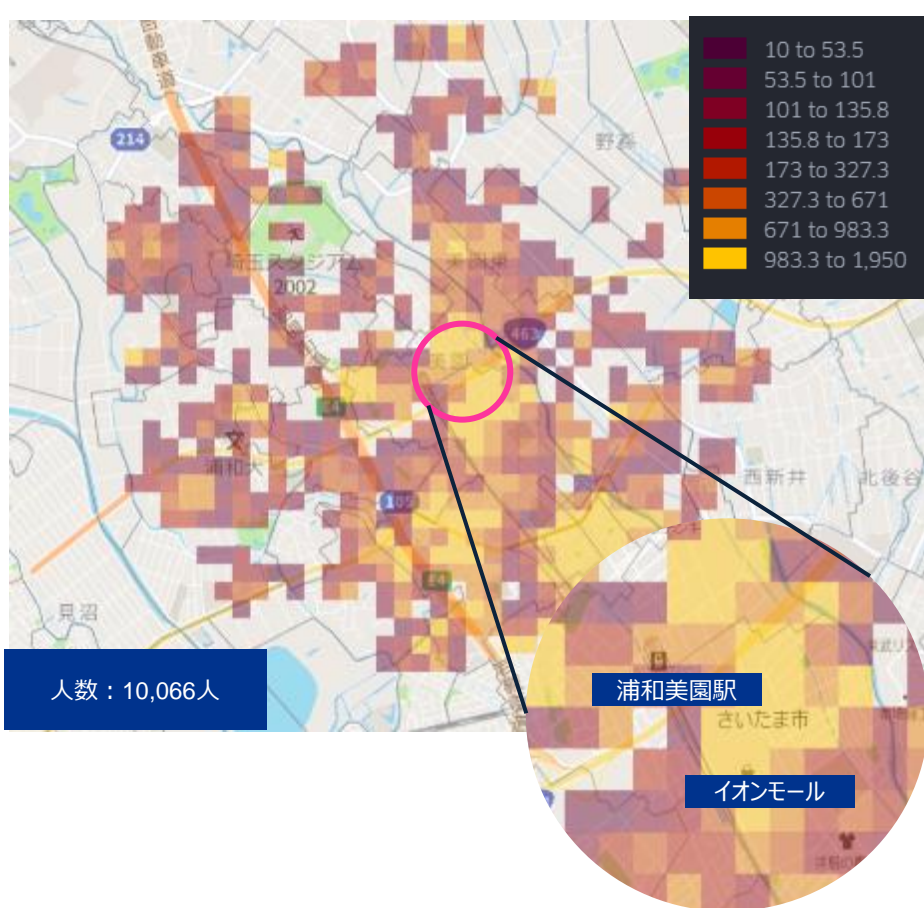 10 to 53.5
53.5 to 101
101 to 135.8
135.8 to 173
173 to 327.3
327.3 to 671
671 to 983.3
983.3 to 1,950
自動車道
214
埼玉スタジアム
2002
463
浦和大
西新井
北後谷
見沼
人数：10,066人
浦和美園駅
さいたま市
イオンモール